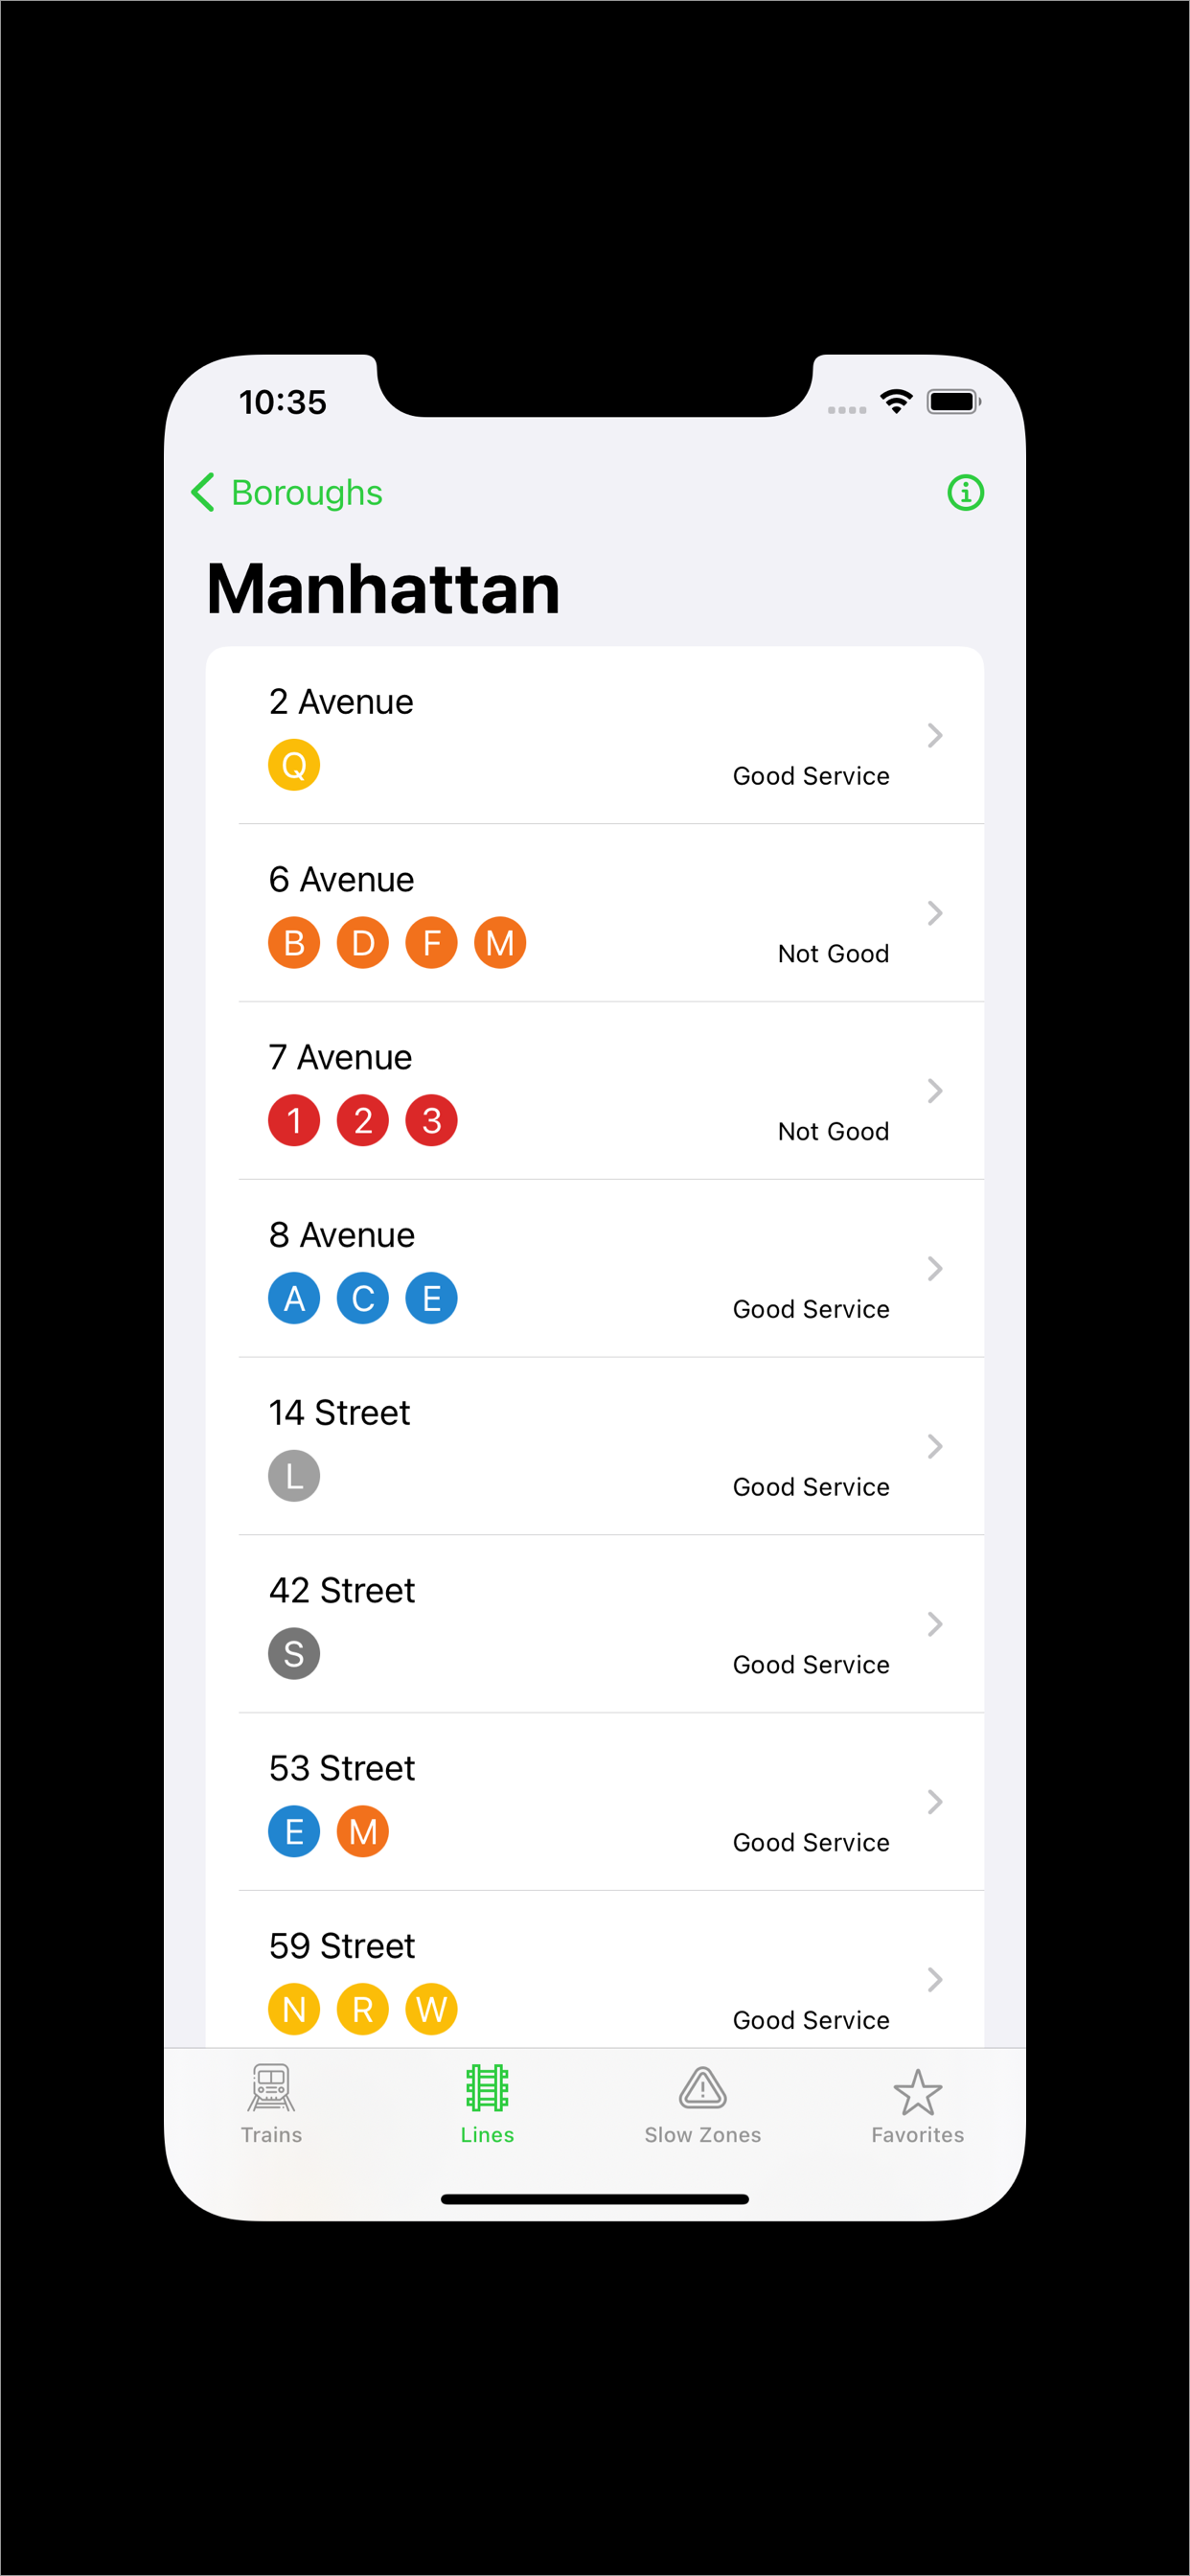 10:35
Boroughs
Manhattan
2 Avenue
Q
Good Service
6 Avenue
B D F M
Not Good
7 Avenue
1 2 3
Not Good
8 Avenue
A C E
Good Service
14 Street
L
Good Service
42 Street
S
Good Service
53 Street
E M
Good Service
59 Street
N R W
Good Service
Trains Lines Slow Zones Favorites